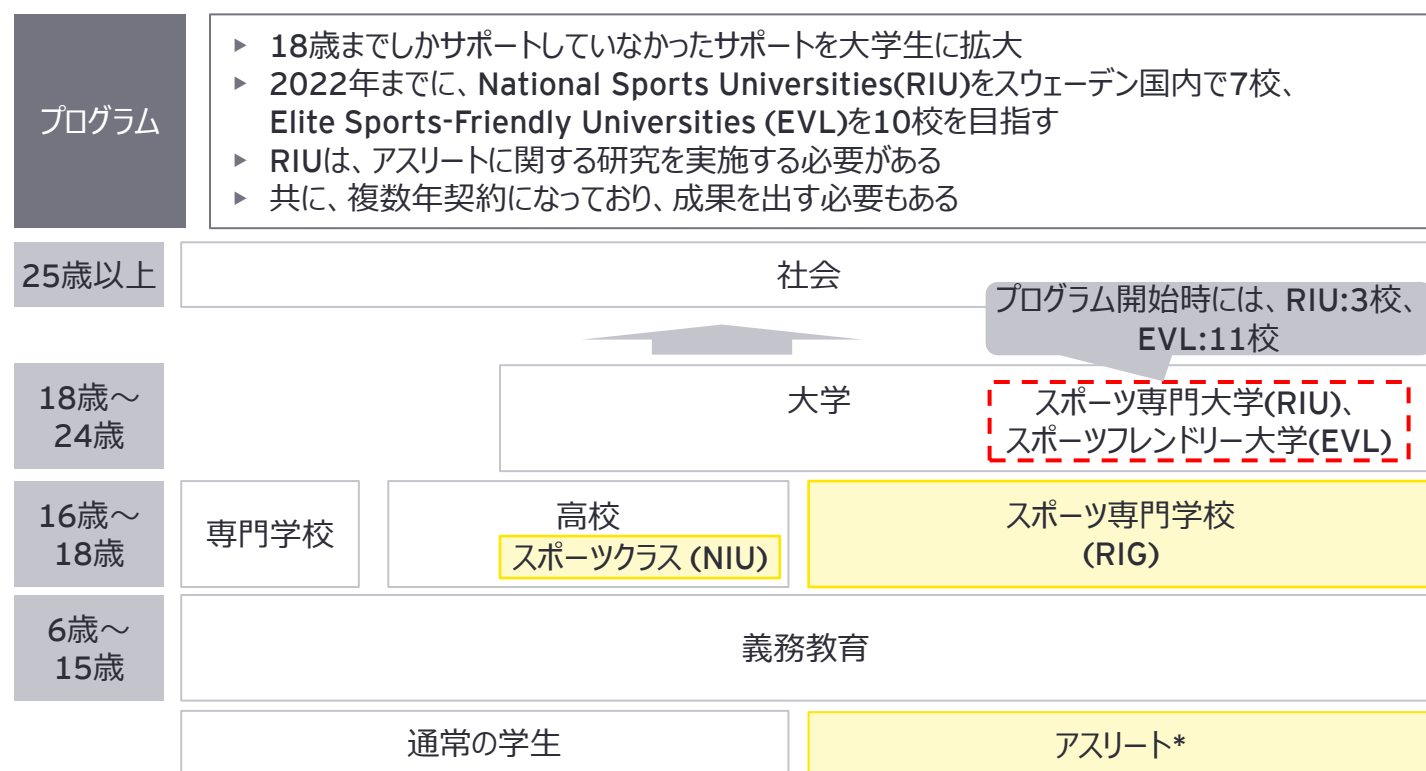 プログラム
▶ 18歳までしかサポートしていなかったサポートを大学生に拡大
▶ 2022年までに、National Sports Universities(RIU)をスウェーデン国内で7校、
Elite Sports-Friendly Universities (EVL)を10校を目指す
▶ RIUは、アスリートに関する研究を実施する必要がある
▶ 共に、複数年契約になっており、成果を出す必要もある
25歳以上
社会
プログラム開始時には、RIU:3校、
EVL:11校
18歳～
24歳
大学
スポーツ専門大学(RIU)、
スポーツフレンドリー大学(EVL)
16歳～
18歳
専門学校
高校
スポーツクラス (NIU)
スポーツ専門学校
(RIG)
6歳～
15歳
義務教育
通常の学生
アスリート*